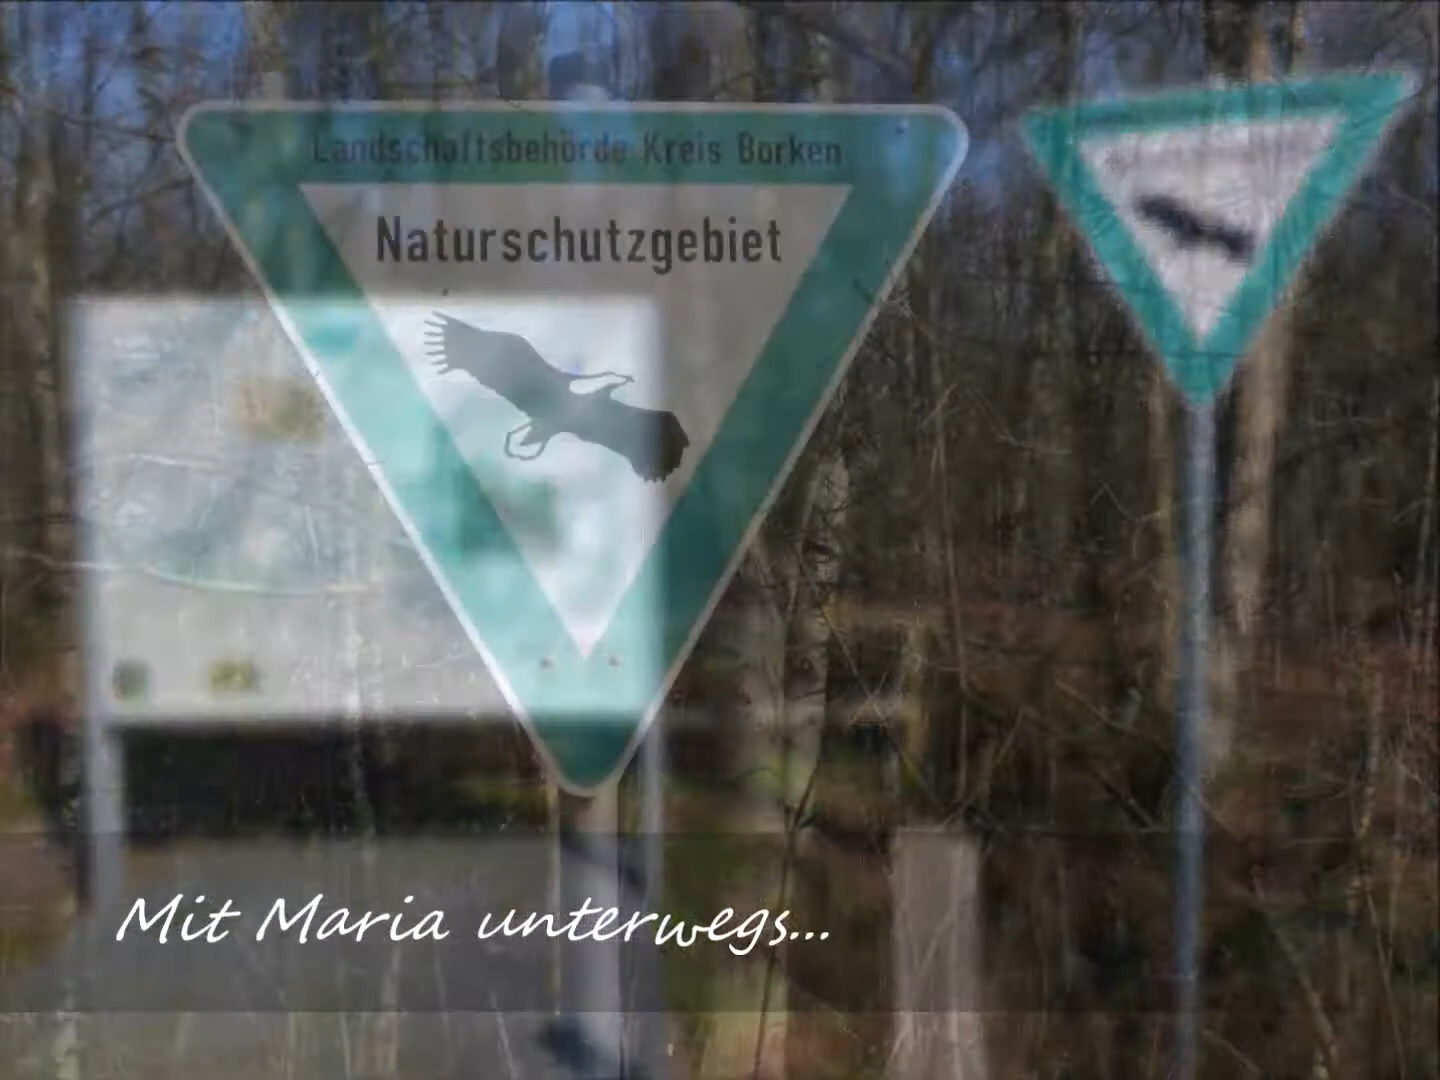 Landschaftsbehörde Kreis Borken
Naturschutzgebiet
Mit Maria unterwegs...